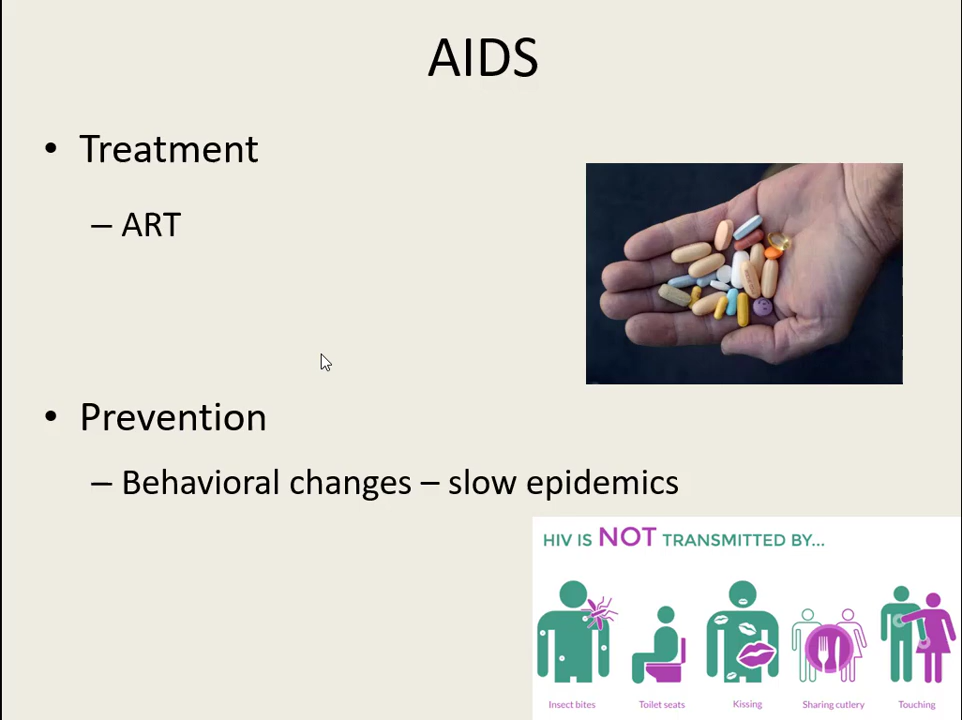 AIDS
• Treatment
– ART
• Prevention
– Behavioral changes – slow epidemics
HIV IS NOT TRANSMITTED BY...
Insect bites Toilet seats Kissing Sharing cutlery Touching